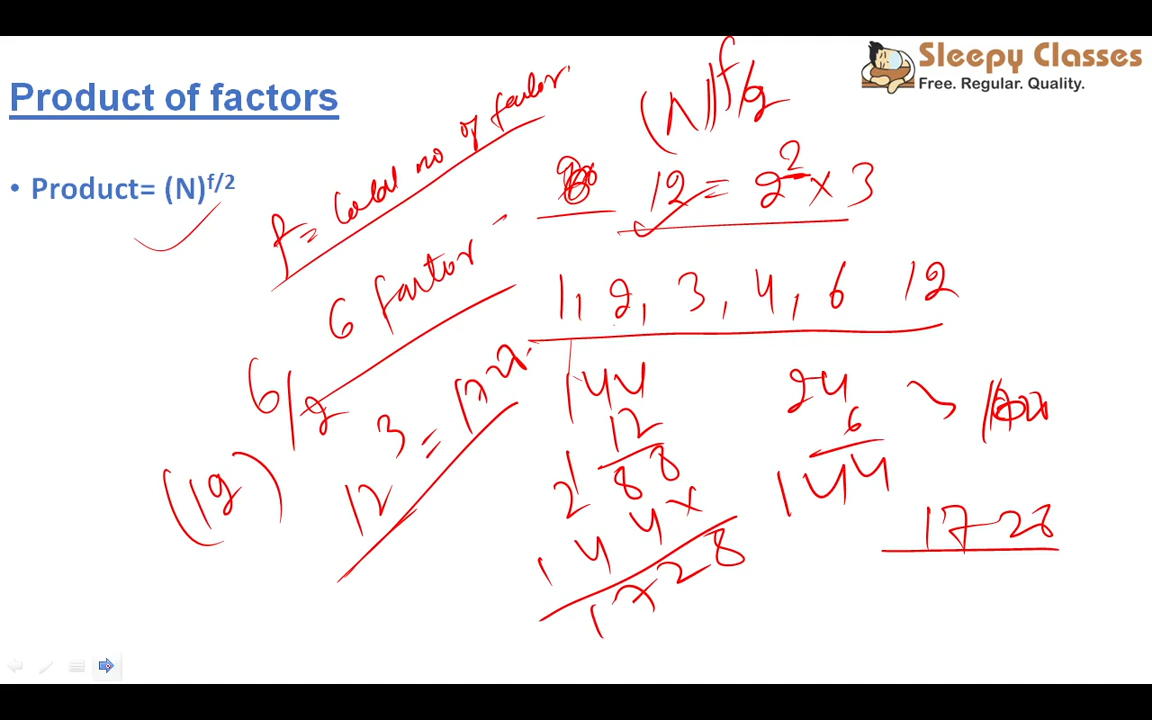 Sleepy Classes
Free. Regular. Quality.
Product of factors
• Product= (N)^f/2
(N)^f/2
f = total no of factor
12 = 2² × 3
6 factor
1, 2, 3, 4, 6 12
6/2
(12)
12³ = 1728
144
12
288
144×
1728
24
6
144
1728